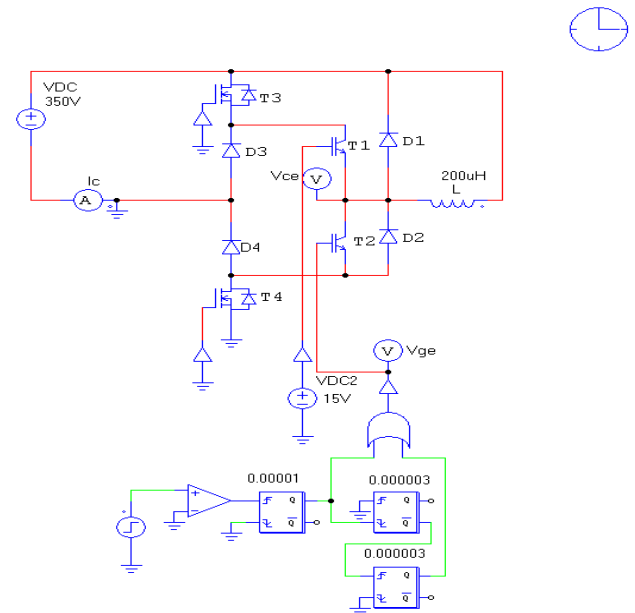 VDC
350V
T3
D3
T1
D1
Vce
V
200uH
L
Ic
A
T2
D2
D4
T4
V
Vge
VDC2
15V
0.00001
0.000003
Q
Q
Q
Q
0.000003
Q
Q